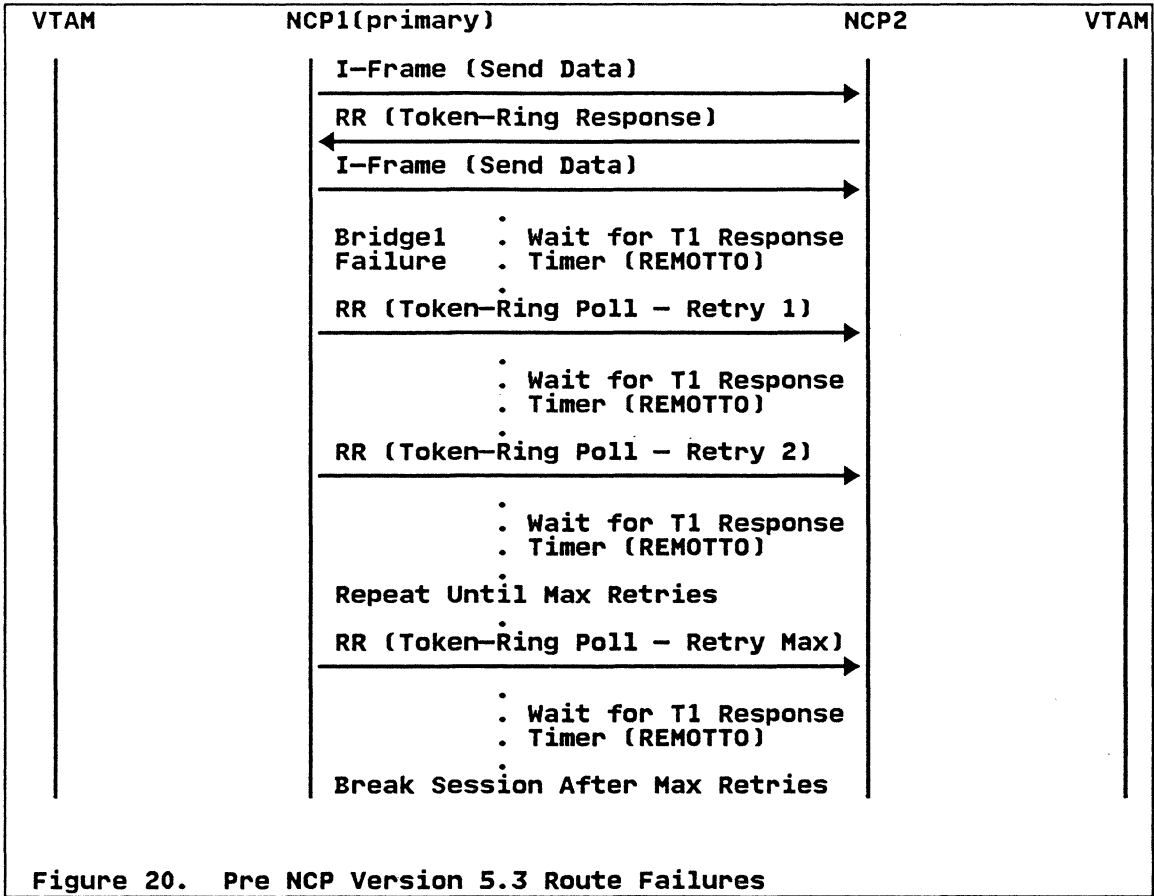 VTAM NCP1(primary) NCP2 VTAM
I-Frame (Send Data)
RR (Token-Ring Response)
I-Frame (Send Data)
Bridge1 . Wait for T1 Response
Failure . Timer (REMOTTO)
RR (Token-Ring Poll — Retry 1)
. Wait for T1 Response
. Timer (REMOTTO)
RR (Token-Ring Poll — Retry 2)
. Wait for T1 Response
. Timer (REMOTTO)
Repeat Until Max Retries
RR (Token-Ring Poll — Retry Max)
. Wait for T1 Response
. Timer (REMOTTO)
Break Session After Max Retries
Figure 20. Pre NCP Version 5.3 Route Failures